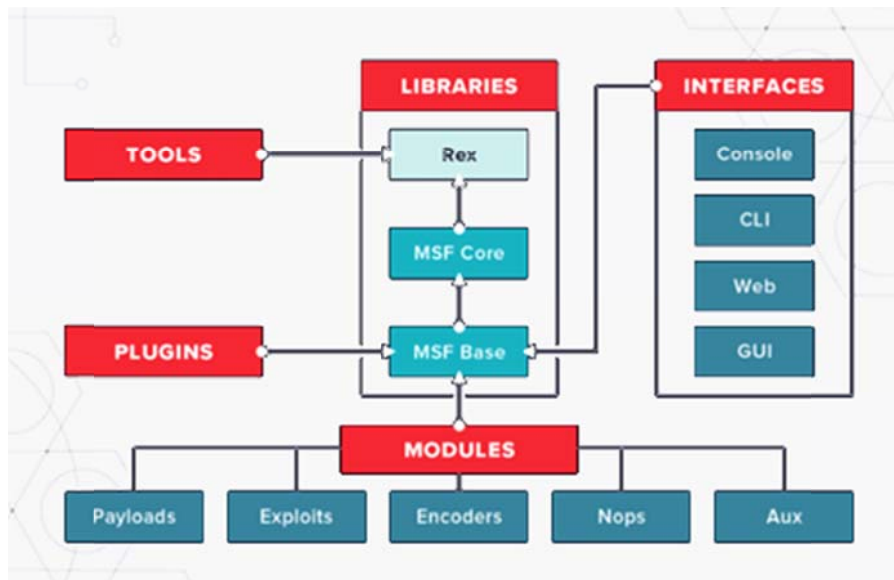 LIBRARIES
INTERFACES
TOOLS
Rex
Console
MSF Core
CLI
Web
PLUGINS
MSF Base
GUI
MODULES
Payloads
Exploits
Encoders
Nops
Aux